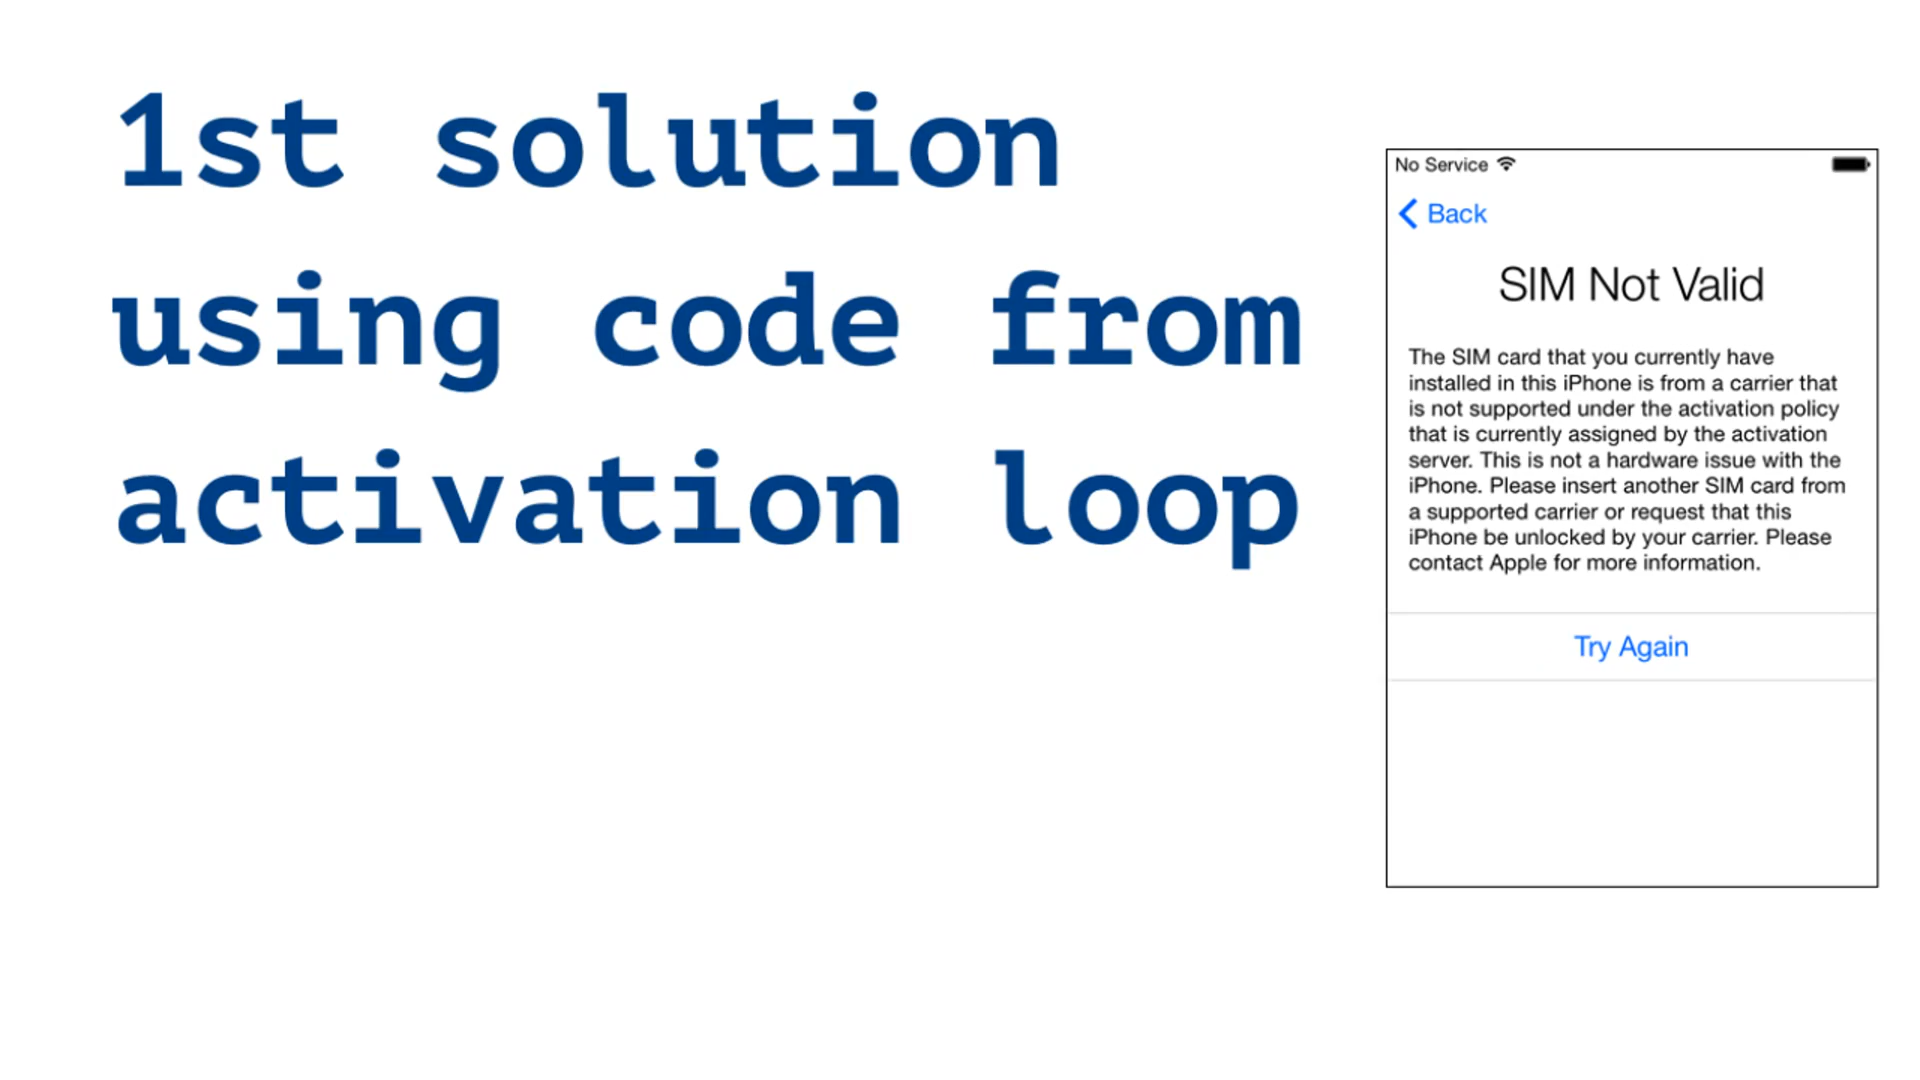 1st solution
using code from
activation loop
No Service
Back
SIM Not Valid
The SIM card that you currently have
installed in this iPhone is from a carrier that
is not supported under the activation policy
that is currently assigned by the activation
server. This is not a hardware issue with the
iPhone. Please insert another SIM card from
a supported carrier or request that this
iPhone be unlocked by your carrier. Please
contact Apple for more information.
Try Again